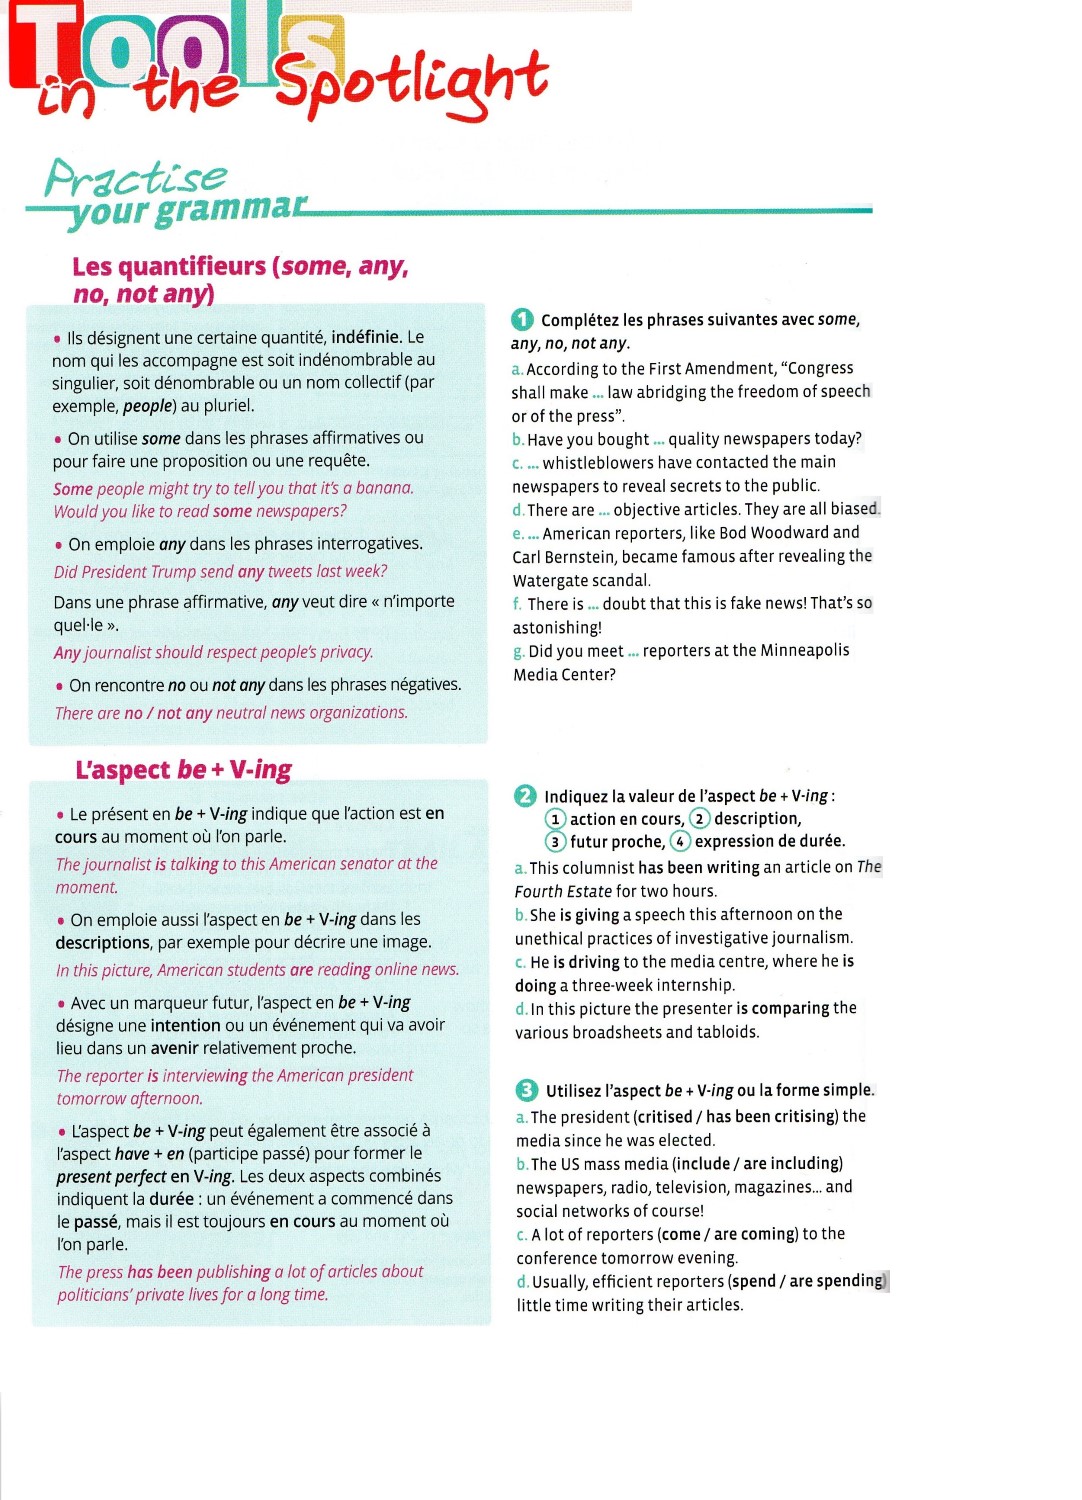 Tools
in the Spotlight
Practise
your grammar
Les quantifieurs (some, any,
no, not any)
• Ils désignent une certaine quantité, indéfinie. Le
nom qui les accompagne est soit indénombrable au
singulier, soit dénombrable ou un nom collectif (par
exemple, people) au pluriel.
• On utilise some dans les phrases affirmatives ou
pour faire une proposition ou une requête.
Some people might try to tell you that it's a banana.
Would you like to read some newspapers?
• On emploie any dans les phrases interrogatives.
Did President Trump send any tweets last week?
Dans une phrase affirmative, any veut dire « n'importe
quel·le ».
Any journalist should respect people's privacy.
• On rencontre no ou not any dans les phrases négatives.
There are no / not any neutral news organizations.
1 Complétez les phrases suivantes avec some,
any, no, not any.
a. According to the First Amendment, "Congress
shall make ... law abridging the freedom of speech
or of the press".
b. Have you bought ... quality newspapers today?
c. ... whistleblowers have contacted the main
newspapers to reveal secrets to the public.
d. There are ... objective articles. They are all biased.
e. ... American reporters, like Bod Woodward and
Carl Bernstein, became famous after revealing the
Watergate scandal.
f. There is ... doubt that this is fake news! That's so
astonishing!
g. Did you meet ... reporters at the Minneapolis
Media Center?
L'aspect be + V-ing
• Le présent en be + V-ing indique que l'action est en
cours au moment où l'on parle.
The journalist is talking to this American senator at the
moment.
• On emploie aussi l'aspect en be + V-ing dans les
descriptions, par exemple pour décrire une image.
In this picture, American students are reading online news.
• Avec un marqueur futur, l'aspect en be + V-ing
désigne une intention ou un événement qui va avoir
lieu dans un avenir relativement proche.
The reporter is interviewing the American president
tomorrow afternoon.
• L'aspect be + V-ing peut également être associé à
l'aspect have + en (participe passé) pour former le
present perfect en V-ing. Les deux aspects combinés
indiquent la durée : un événement a commencé dans
le passé, mais il est toujours en cours au moment où
l'on parle.
The press has been publishing a lot of articles about
politicians' private lives for a long time.
2 Indiquez la valeur de l'aspect be + V-ing :
1 action en cours, 2 description,
3 futur proche, 4 expression de durée.
a. This columnist has been writing an article on The
Fourth Estate for two hours.
b. She is giving a speech this afternoon on the
unethical practices of investigative journalism.
c. He is driving to the media centre, where he is
doing a three-week internship.
d. In this picture the presenter is comparing the
various broadsheets and tabloids.
3 Utilisez l'aspect be + V-ing ou la forme simple.
a. The president (critised / has been critising) the
media since he was elected.
b. The US mass media (include / are including)
newspapers, radio, television, magazines... and
social networks of course!
c. A lot of reporters (come / are coming) to the
conference tomorrow evening.
d. Usually, efficient reporters (spend / are spending)
little time writing their articles.